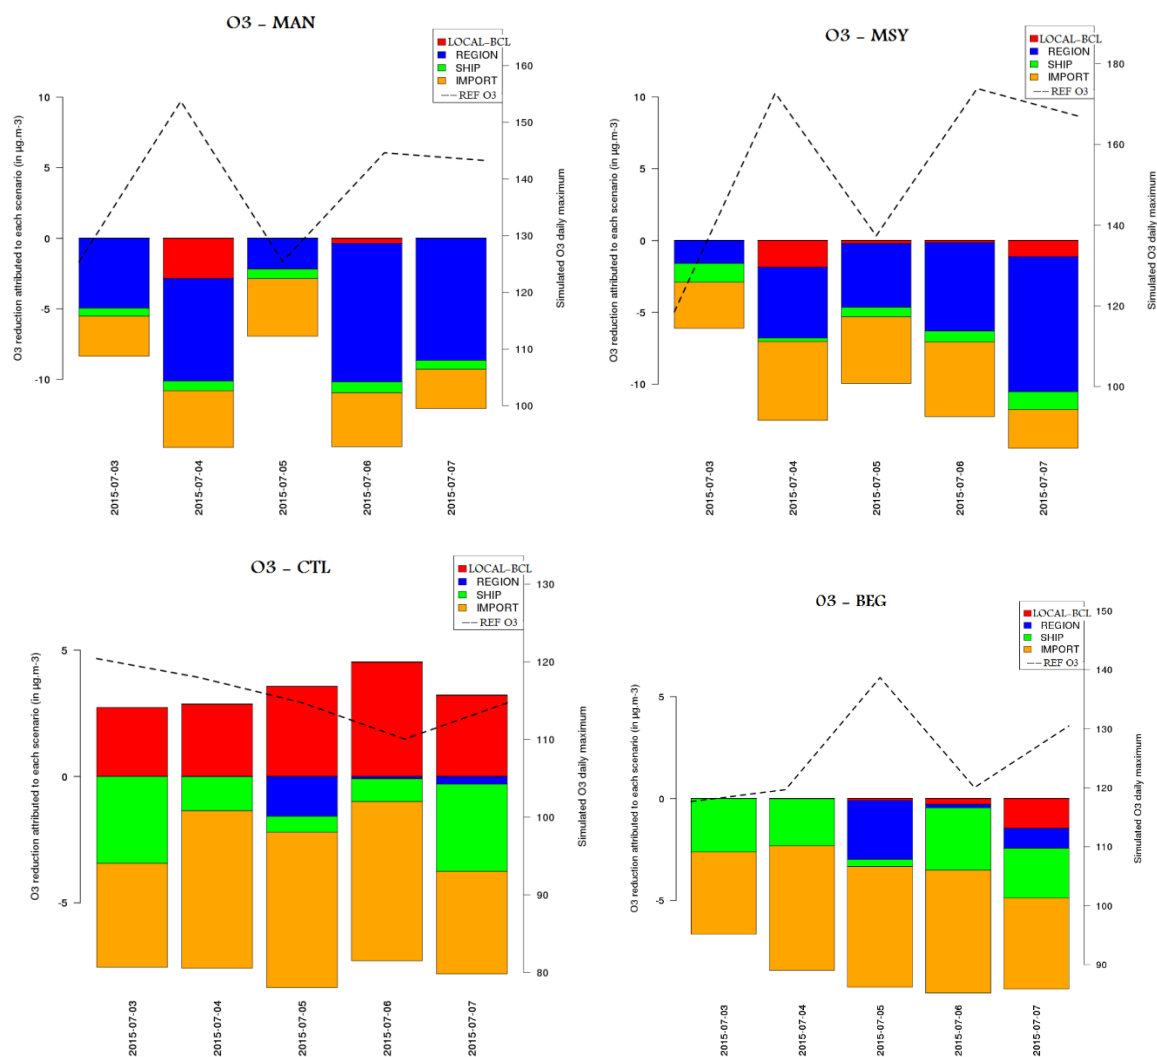 O3 - MAN
LOCAL-BCL
REGION
SHIP
IMPORT
REF O3
O3 reduction attributed to each scenario (in µg.m-3)
10
5
0
-5
-10
160
150
140
130
120
110
100
Simulated O3 daily maximum
2015-07-03
2015-07-04
2015-07-05
2015-07-06
2015-07-07
O3 - MSY
LOCAL-BCL
REGION
SHIP
IMPORT
REF O3
O3 reduction attributed to each scenario (in µg.m-3)
10
5
0
-5
-10
180
160
140
120
100
Simulated O3 daily maximum
2015-07-03
2015-07-04
2015-07-05
2015-07-06
2015-07-07
O3 - CTL
LOCAL-BCL
REGION
SHIP
IMPORT
REF O3
O3 reduction attributed to each scenario (in µg.m-3)
5
0
-5
130
120
110
100
90
80
Simulated O3 daily maximum
2015-07-03
2015-07-04
2015-07-05
2015-07-06
2015-07-07
03 - BEG
LOCAL-BCL
REGION
SHIP
IMPORT
REF O3
O3 reduction attributed to each scenario (in µg.m-3)
5
0
-5
150
140
130
120
110
100
90
Simulated O3 daily maximum
2015-07-03
2015-07-04
2015-07-05
2015-07-06
2015-07-07